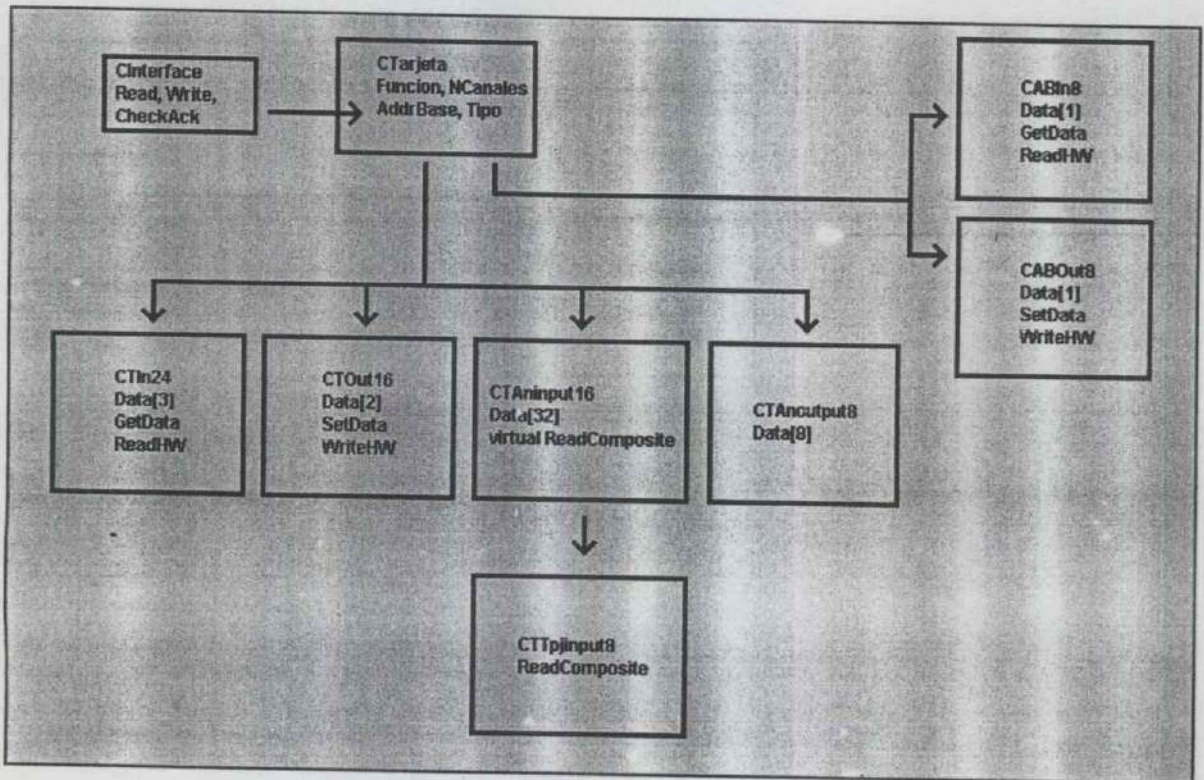 CInterface
Read, Write,
CheckAck
CTarjeta
Funcion, NCanales
AddrBase, Tipo
CABIn8
Data[1]
GetData
ReadHW
CABOut8
Data[1]
SetData
WriteHW
CTIn24
Data[3]
GetData
ReadHW
CTOut16
Data[2]
SetData
WriteHW
CTAninput16
Data[32]
virtual ReadComposite
CTAnoutput8
Data[8]
CTTpjinput8
ReadComposite